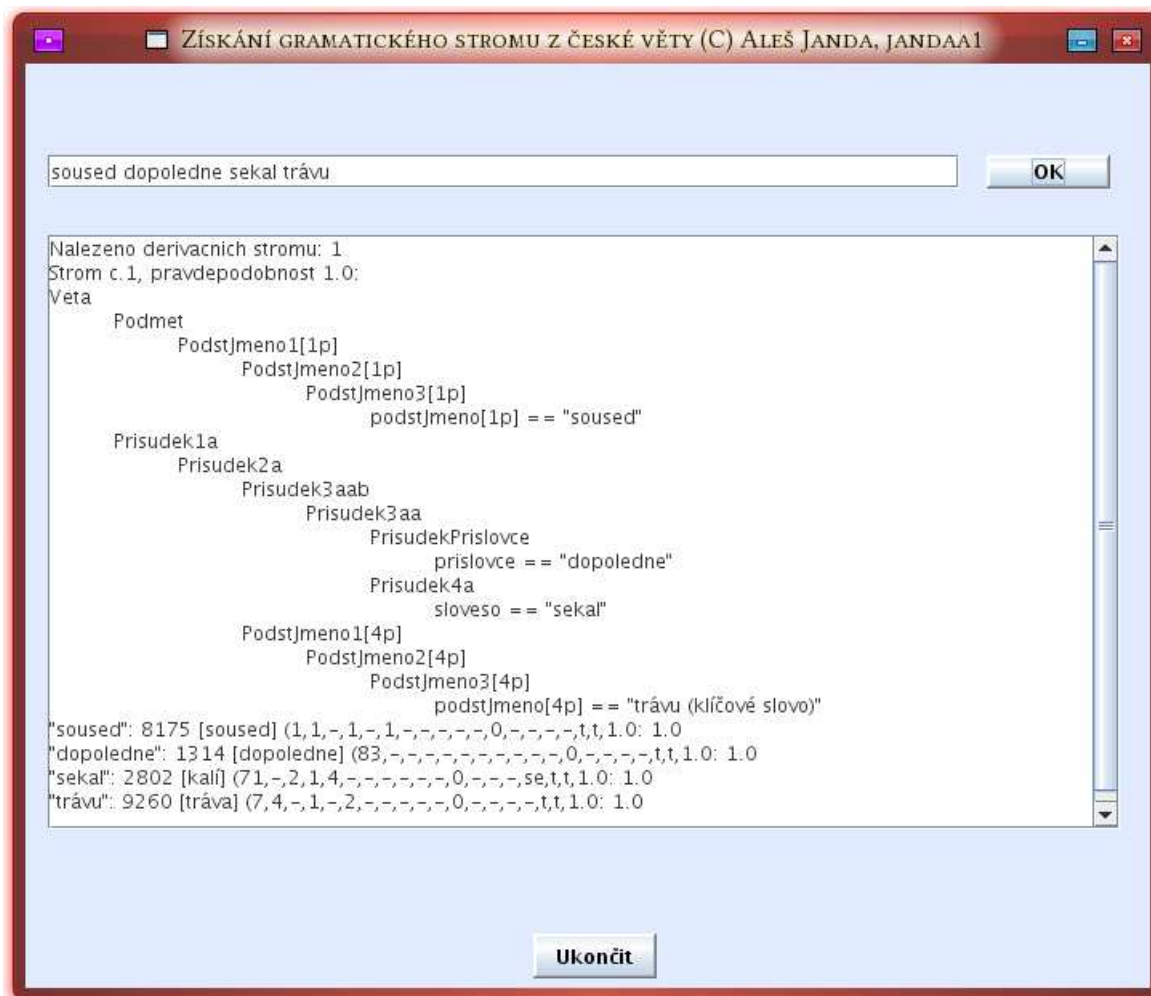 Získání gramatického stromu z české věty (C) Aleš Janda, jandaa1
soused dopoledne sekal trávu
OK
Nalezeno derivacnich stromu: 1
Strom c.1, pravdepodobnost 1.0:
Veta
Podmet
PodstJmeno1[1p]
PodstJmeno2[1p]
PodstJmeno3[1p]
podstJmeno[1p] == "soused"
Prisudek1a
Prisudek2a
Prisudek3aab
Prisudek3aa
PrisudekPrislovce
prislovce == "dopoledne"
Prisudek4a
sloveso == "sekal"
PodstJmeno1[4p]
PodstJmeno2[4p]
PodstJmeno3[4p]
podstJmeno[4p] == "trávu (klíčové slovo)"
"soused": 8175 [soused] (1,1,-,1,-,1,-,-,-,-,-,0,-,-,-,-,t,t,1.0: 1.0
"dopoledne": 1314 [dopoledne] (83,-,-,-,-,-,-,-,-,-,-,0,-,-,-,-,t,t,1.0: 1.0
"sekal": 2802 [kalí] (71,-,2,1,4,-,-,-,-,-,-,0,-,-,-,se,t,t,1.0: 1.0
"trávu": 9260 [tráva] (7,4,-,1,-,2,-,-,-,-,-,0,-,-,-,-,t,t,1.0: 1.0
Ukončit